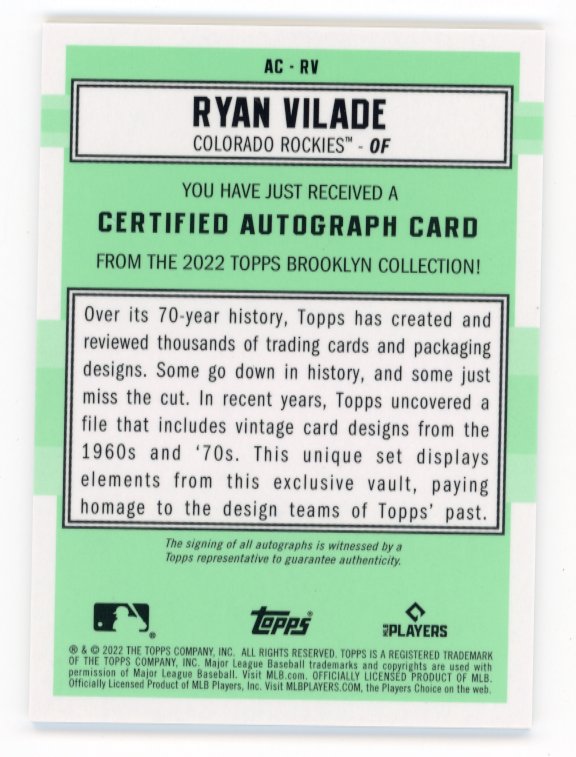 AC - RV
RYAN VILADE
COLORADO ROCKIES™ - OF
YOU HAVE JUST RECEIVED A
CERTIFIED AUTOGRAPH CARD
FROM THE 2022 TOPPS BROOKLYN COLLECTION!
Over its 70-year history, Topps has created and
reviewed thousands of trading cards and packaging
designs. Some go down in history, and some just
miss the cut. In recent years, Topps uncovered a
file that includes vintage card designs from the
1960s and ‘70s. This unique set displays
elements from this exclusive vault, paying
homage to the design teams of Topps’ past.
The signing of all autographs is witnessed by a
Topps representative to guarantee authenticity.
® Topps® PLAYERS
® & © 2022 THE TOPPS COMPANY, INC. ALL RIGHTS RESERVED. TOPPS IS A REGISTERED TRADEMARK
OF THE TOPPS COMPANY, INC. Major League Baseball trademarks and copyrights are used with
permission of Major League Baseball. Visit MLB.com. OFFICIALLY LICENSED PRODUCT OF MLB.
Officially Licensed Product of MLB Players, Inc. Visit MLBPLAYERS.COM, the Players Choice on the web.